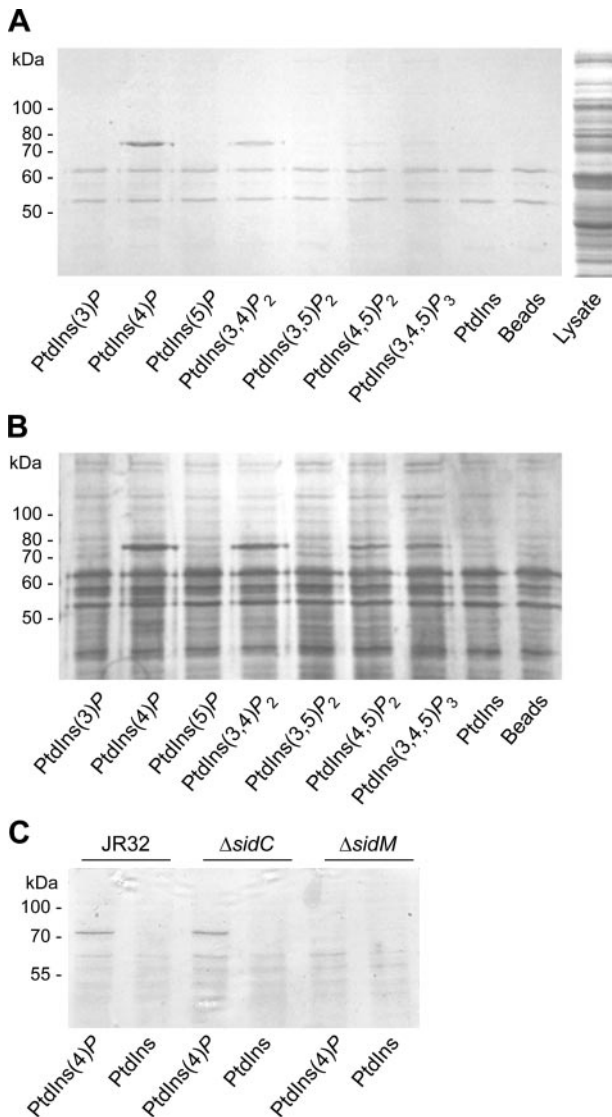 A
kDa
100 -
80 -
70 -
60 -
50 -
PtdIns(3)P
PtdIns(4)P
PtdIns(5)P
PtdIns(3,4)P₂
PtdIns(3,5)P₂
PtdIns(4,5)P₂
PtdIns(3,4,5)P₃
PtdIns
Beads
Lysate
B
kDa
100 -
80 -
70 -
60 -
50 -
PtdIns(3)P
PtdIns(4)P
PtdIns(5)P
PtdIns(3,4)P₂
PtdIns(3,5)P₂
PtdIns(4,5)P₂
PtdIns(3,4,5)P₃
PtdIns
Beads
C
JR32 ΔsidC ΔsidM
kDa
100 -
70 -
55 -
PtdIns(4)P
PtdIns
PtdIns(4)P
PtdIns
PtdIns(4)P
PtdIns